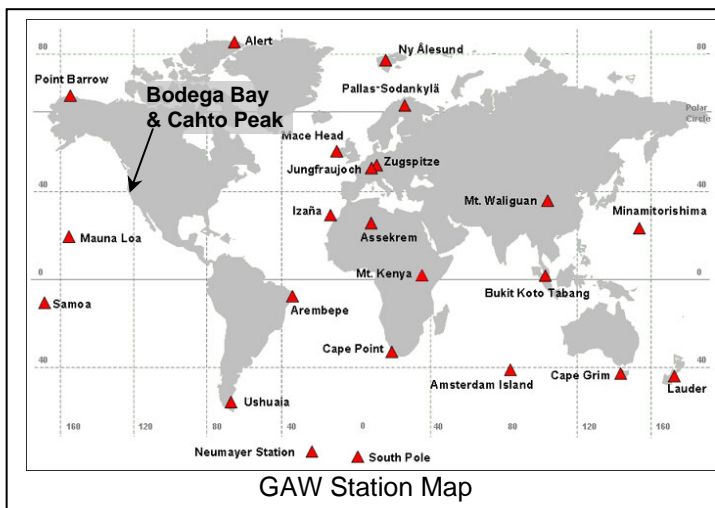 Alert
Ny Ålesund
80
80
Point Barrow
Bodega Bay
& Cahto Peak
Pallas-Sodankylä
Polar
Circle
Mace Head
Zugspitze
Jungfraujoch
40
40
Mt. Waliguan
Minamitorishima
Izaña
Mauna Loa
Assekrem
Mt. Kenya
0
0
Bukit Koto Tabang
Samoa
Arembepe
Cape Point
40
40
Amsterdam Island
Cape Grim
Lauder
Ushuaia
160
120
80
40
0
40
80
120
160
Neumayer Station
South Pole
GAW Station Map